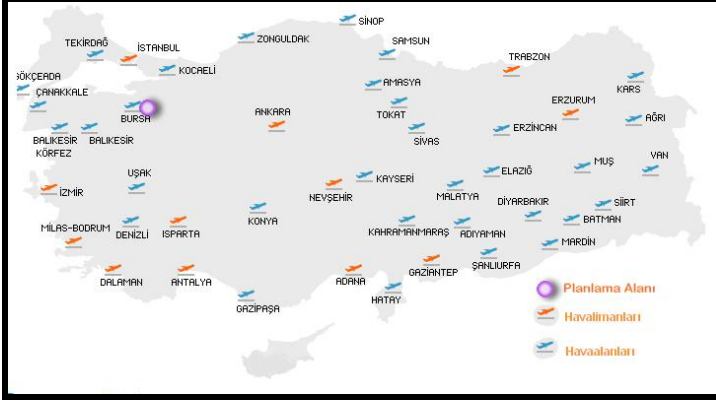 SİNOP
ZONGULDAK
TEKİRDAĞ
İSTANBUL
SAMSUN
TRABZON
KOCAELİ
ÖKÇEADA
ÇANAKKALE
AMASYA
KARS
ERZURUM
BURSA
ANKARA
TOKAT
AĞRI
ERZİNCAN
BALIKESİR
KÖRFEZ
BALIKESİR
SİVAS
VAN
MUŞ
UŞAK
KAYSERİ
ELAZIĞ
İZMİR
NEVŞEHİR
MALATYA
DİYARBAKIR
SİİRT
MİLAS-BODRUM
DENİZLİ
ISPARTA
KONYA
KAHRAMANMARAŞ
ADIYAMAN
BATMAN
MARDİN
ŞANLIURFA
GAZİANTEP
DALAMAN
ANTALYA
ADANA
HATAY
GAZİPAŞA
Planlama Alanı
Havalimanları
Havaalanları